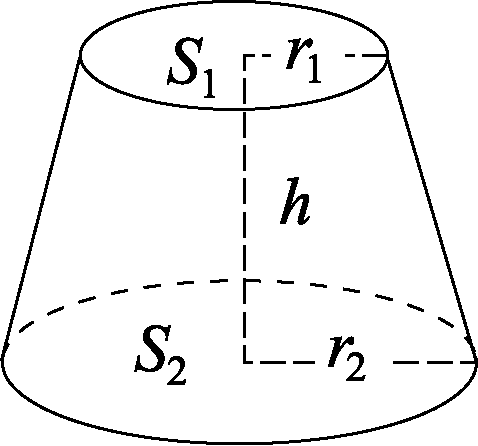 S₁ r₁
h
S₂ r₂